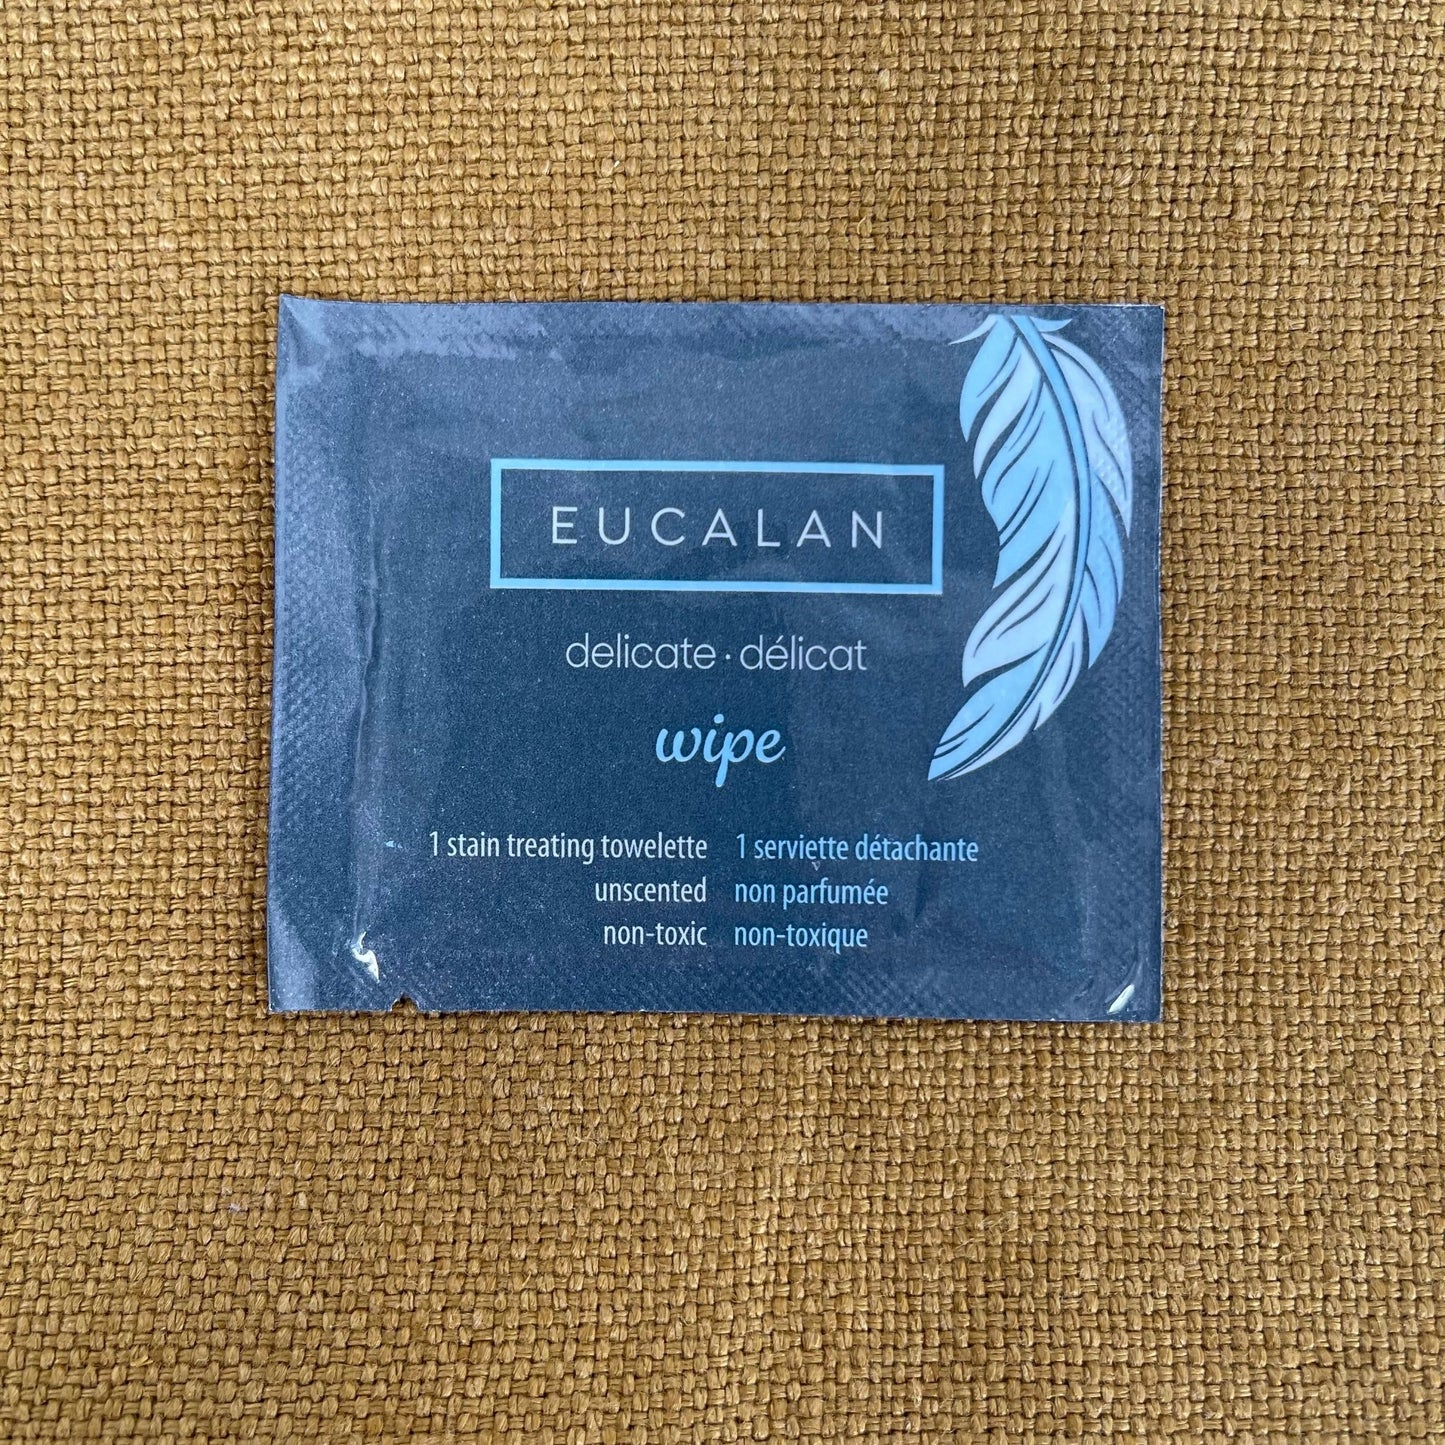 EUCALAN
delicate · délicat
wipe
1 stain treating towelette
unscented
non-toxic
1 serviette détachante
non parfumée
non-toxique